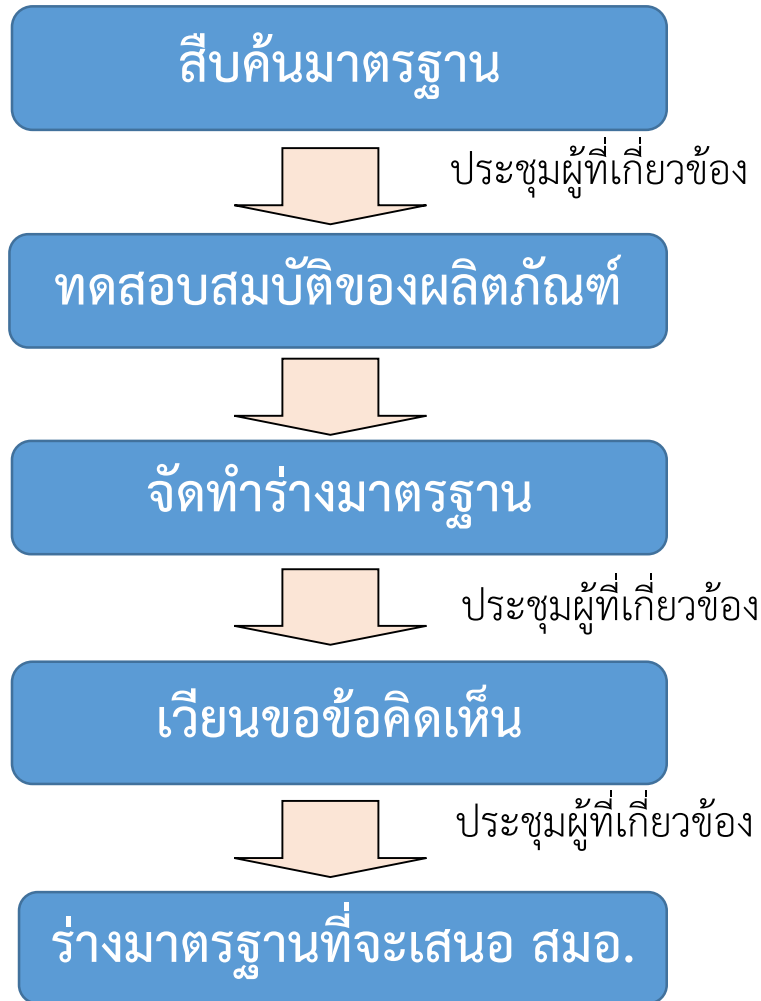 สืบค้นมาตรฐาน
ประชุมผู้ที่เกี่ยวข้อง
ทดสอบสมบัติของผลิตภัณฑ์
จัดทำร่างมาตรฐาน
ประชุมผู้ที่เกี่ยวข้อง
เวียนขอข้อคิดเห็น
ประชุมผู้ที่เกี่ยวข้อง
ร่างมาตรฐานที่จะเสนอ สมอ.